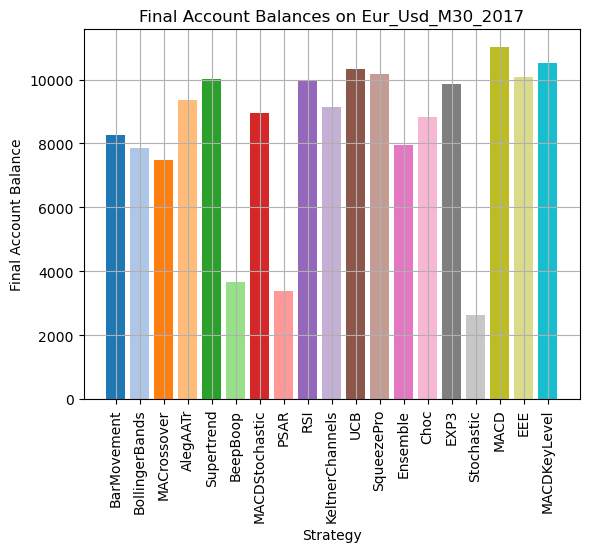 Final Account Balances on Eur_Usd_M30_2017
Final Account Balance
10000
8000
6000
4000
2000
0
BarMovement
BollingerBands
MACrossover
AlegAATr
Supertrend
BeepBoop
MACDStochastic
PSAR
RSI
KeltnerChannels
UCB
SqueezePro
Ensemble
Choc
EXP3
Stochastic
MACD
EEE
MACDKeyLevel
Strategy